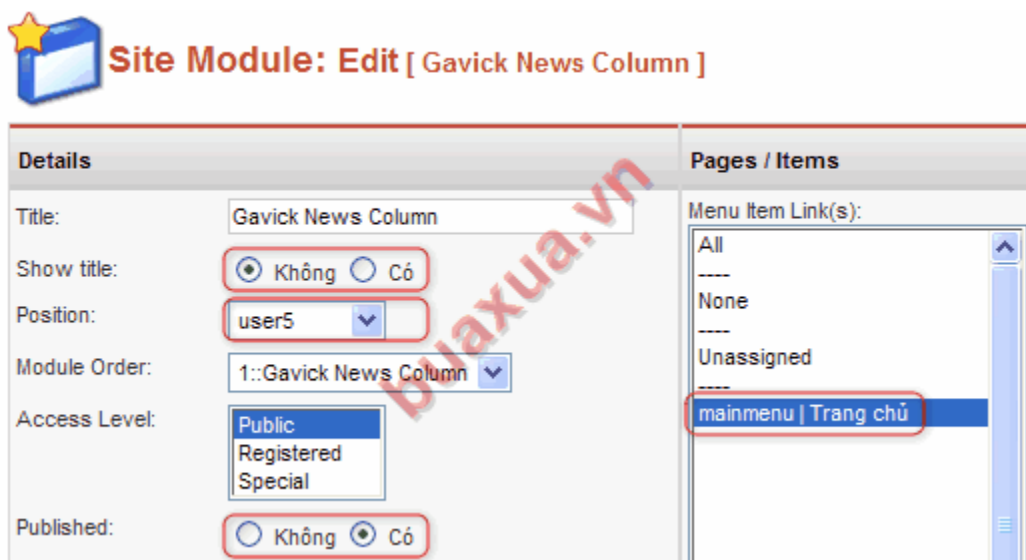 Site Module: Edit [ Gavick News Column ]
Details
Title:
Gavick News Column
Show title:
Không
Có
Position:
user5
Module Order:
1::Gavick News Column
Access Level:
Public
Registered
Special
Published:
Không
Có
Pages / Items
Menu Item Link(s):
All
----
None
----
Unassigned
----
mainmenu | Trang chủ
buaxua.vn